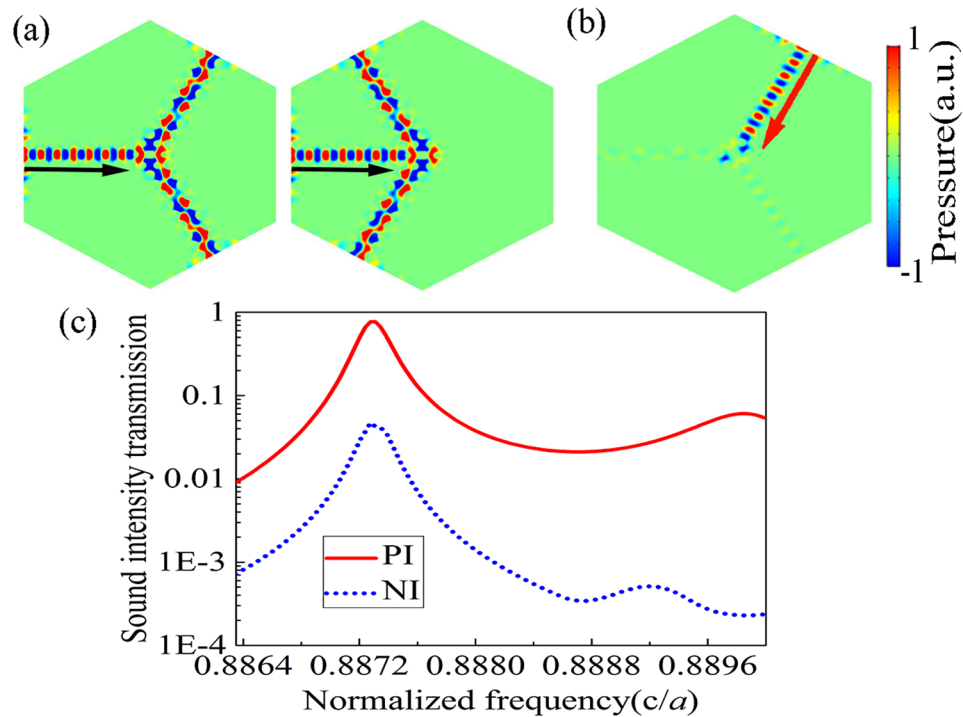 (a)
(b)
1
Pressure(a.u.)
-1
(c)
Sound intensity transmission
1
0.1
0.01
1E-3
1E-4
PI
NI
0.8864 0.8872 0.8880 0.8888 0.8896
Normalized frequency(c/a)